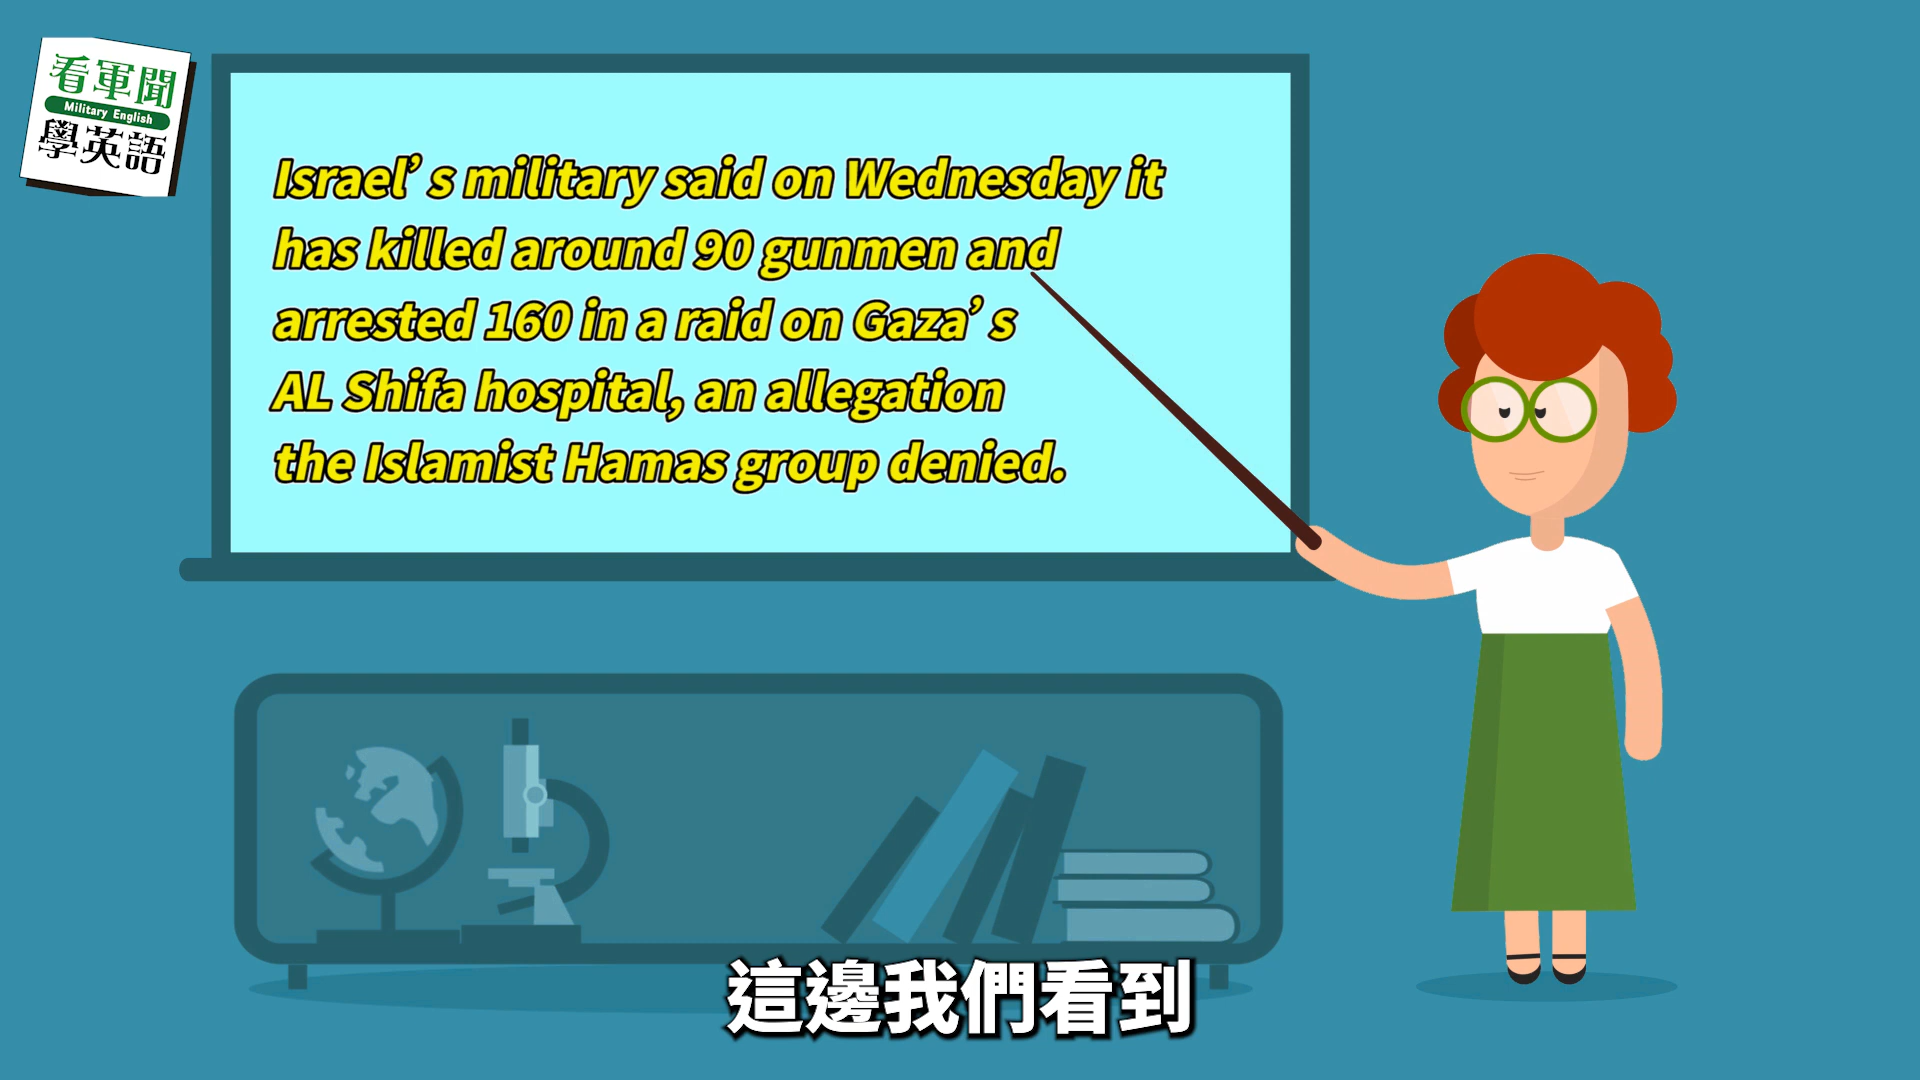 看軍聞
Military English
學英語
Israel’s military said on Wednesday it
has killed around 90 gunmen and
arrested 160 in a raid on Gaza’s
AL Shifa hospital, an allegation
the Islamist Hamas group denied.
這邊我們看到